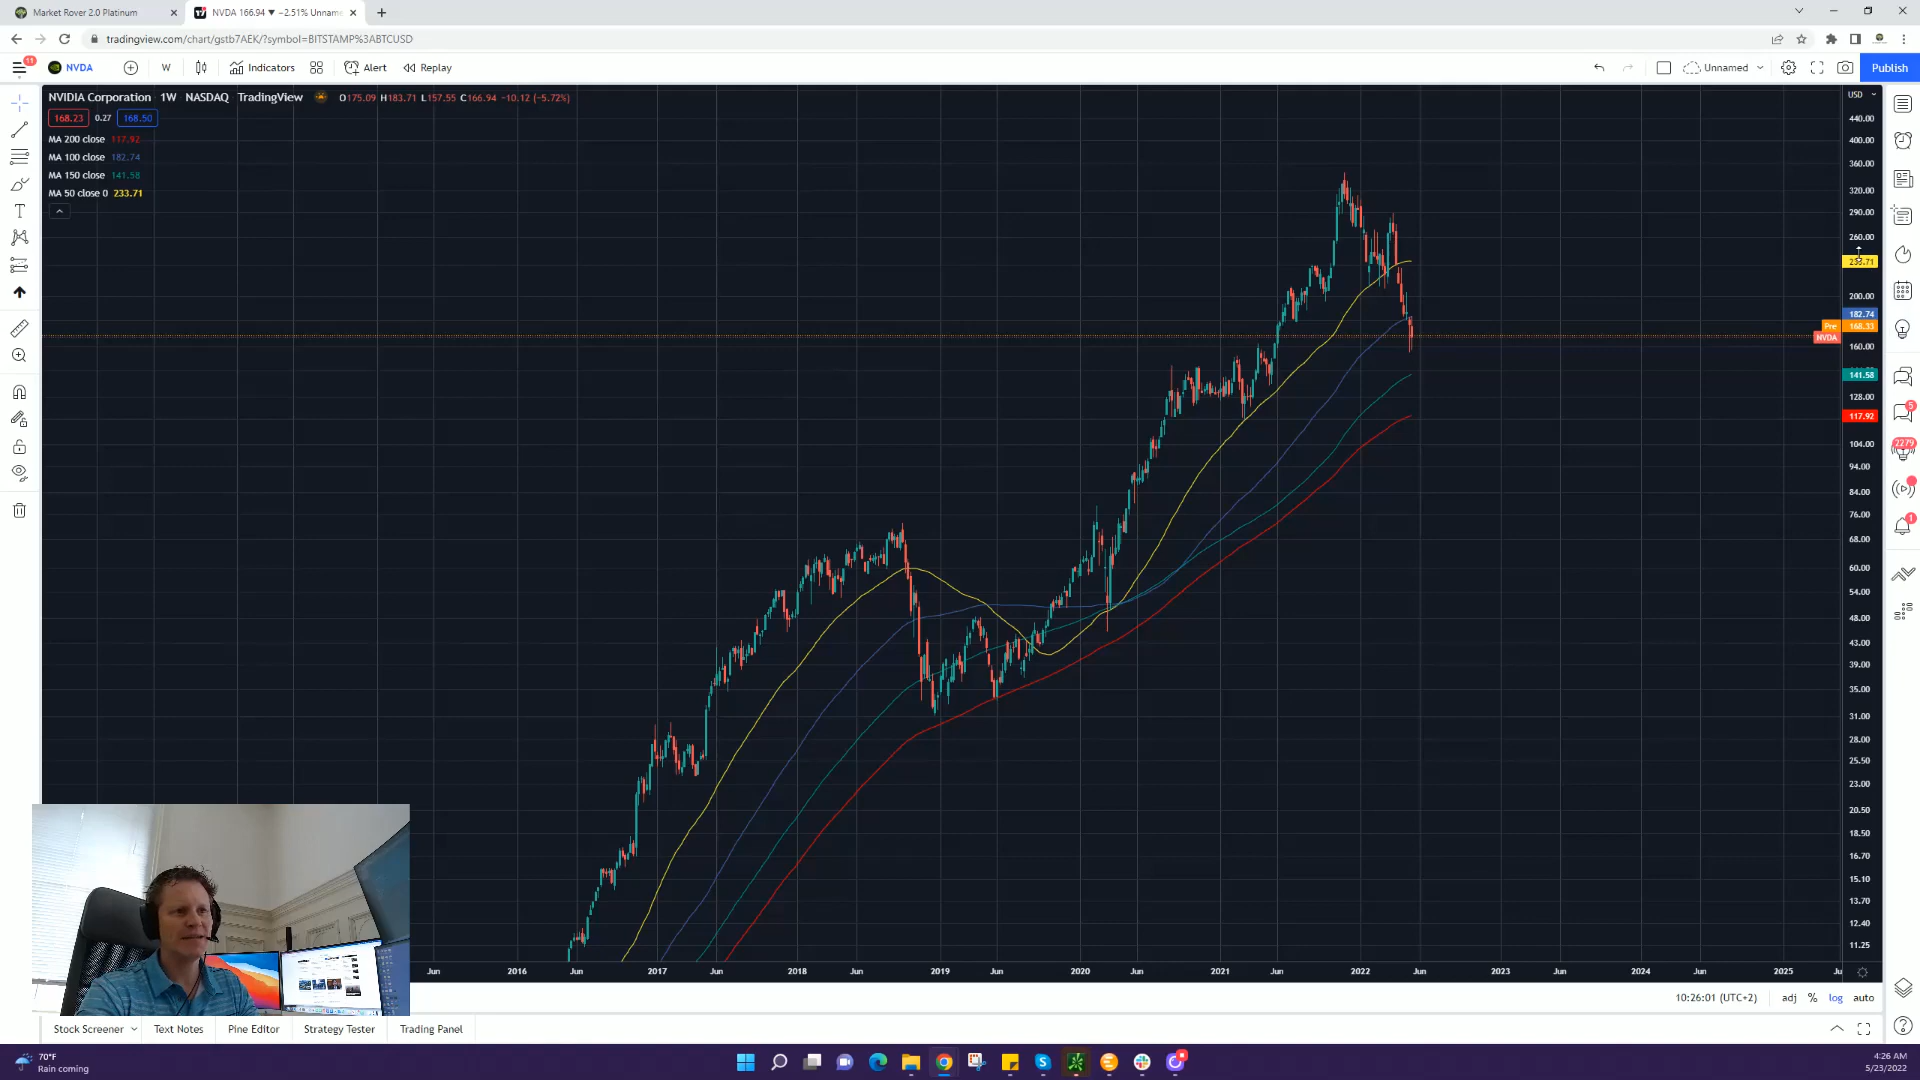 Market Rover 2.0 Platinum
NVDA 166.94 ▼ −2.51% Unnam
tradingview.com/chart/gstb7AEK/?symbol=BITSTAMP%3ABTCUSD
11
NVDA
W
Indicators
Alert
Replay
Unnamed
Publish
NVIDIA Corporation 1W NASDAQ TradingView
O175.09 H183.71 L157.55 C166.94 −10.12 (−5.72%)
USD
168.23 0.27 168.50
MA 200 close 117.92
MA 100 close 182.74
MA 150 close 141.58
MA 50 close 0 233.71
440.00
400.00
360.00
320.00
290.00
260.00
233.71
200.00
182.74
Pre 168.33
NVDA
160.00
141.58
128.00
117.92
104.00
94.00
84.00
76.00
68.00
60.00
54.00
48.00
43.00
39.00
35.00
31.00
28.00
25.50
23.00
20.50
18.50
16.70
15.10
13.70
12.40
11.25
5
2279
1
Jun 2016 Jun 2017 Jun 2018 Jun 2019 Jun 2020 Jun 2021 Jun 2022 Jun 2023 Jun 2024 Jun 2025 Ju
10:26:01 (UTC+2) adj % log auto
Stock Screener Text Notes Pine Editor Strategy Tester Trading Panel
70°F
Rain coming
4:26 AM
5/23/2022